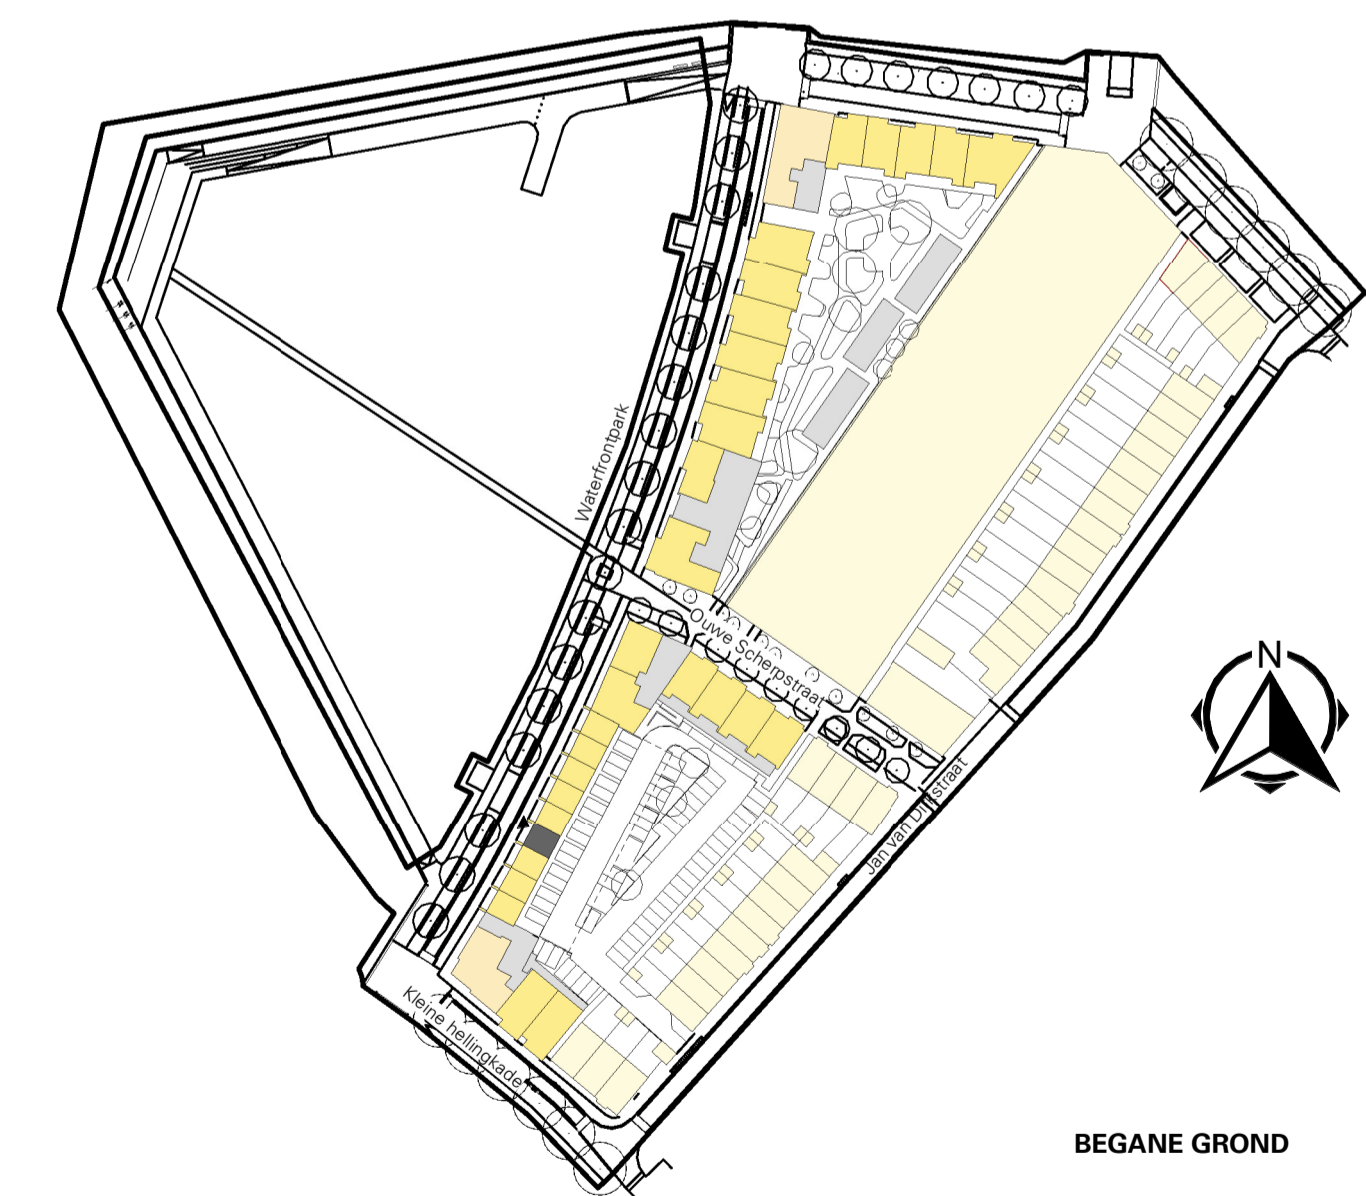 Waterfrontpark
Ouwe Scherpstraat
N
Jan van Dijkstraat
Kleine hellingkade
BEGANE GROND